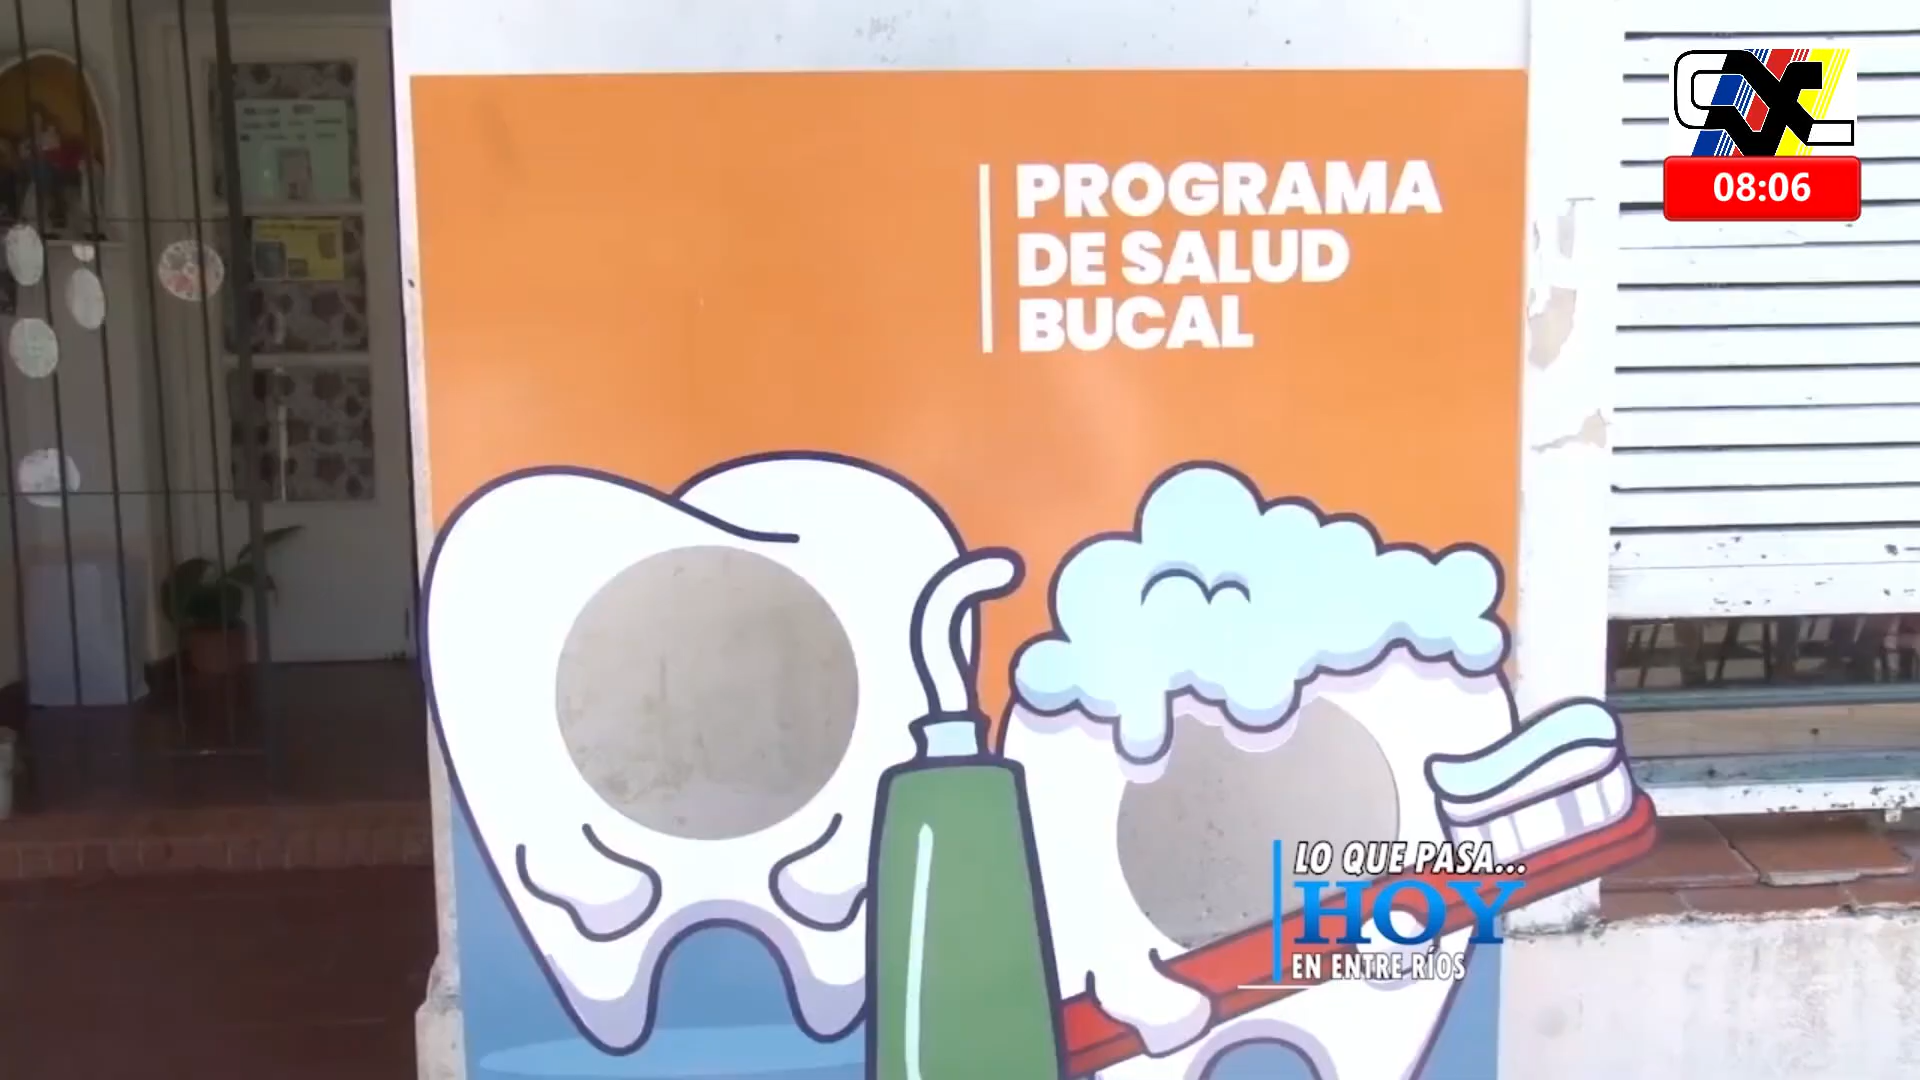 PROGRAMA
DE SALUD
BUCAL
08:06
LO QUE PASA...
HOY
EN ENTRE RÍOS